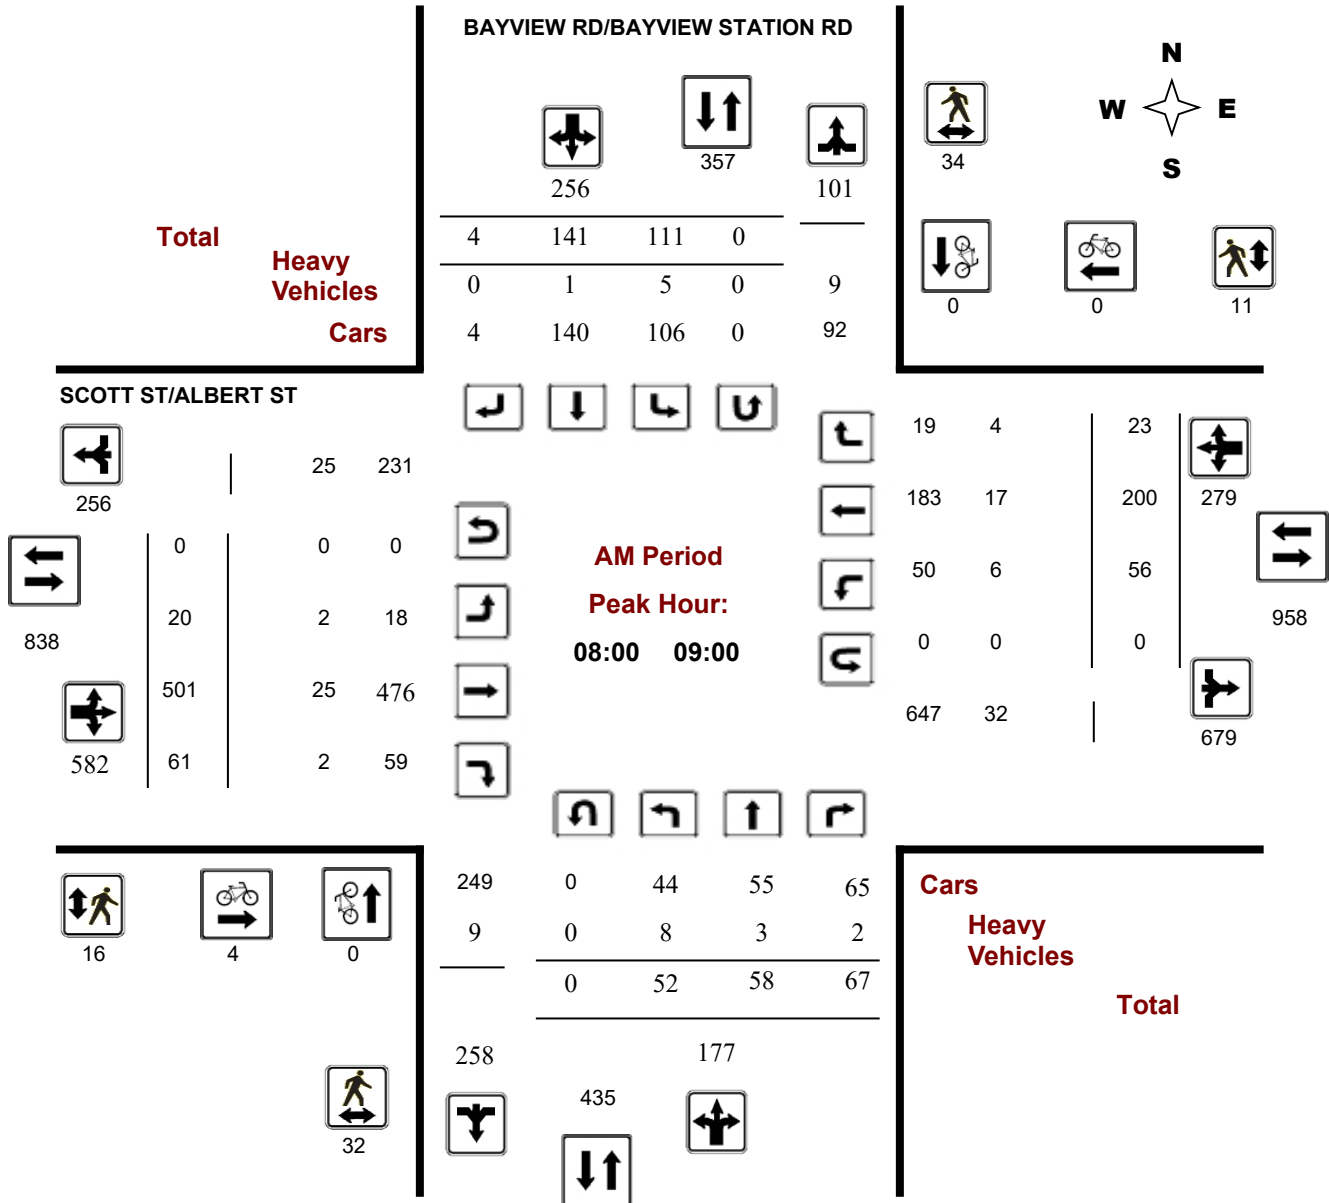 BAYVIEW RD/BAYVIEW STATION RD
N
W E
S
357
34
256 101
Total 4 141 111 0
Heavy
Vehicles 0 1 5 0 9
Cars 4 140 106 0 92
0 0 11
SCOTT ST/ALBERT ST
19 4 23
25 231
256
183 17 200 279
0 0 0
AM Period
50 6 56
Peak Hour:
20 2 18
958
838
08:00 09:00
0 0 0
501 25 476
647 32
679
582 61 2 59
249 0 44 55 65
Cars
9 0 8 3 2
Heavy
Vehicles
16 4 0
0 52 58 67
Total
258 177
435
32